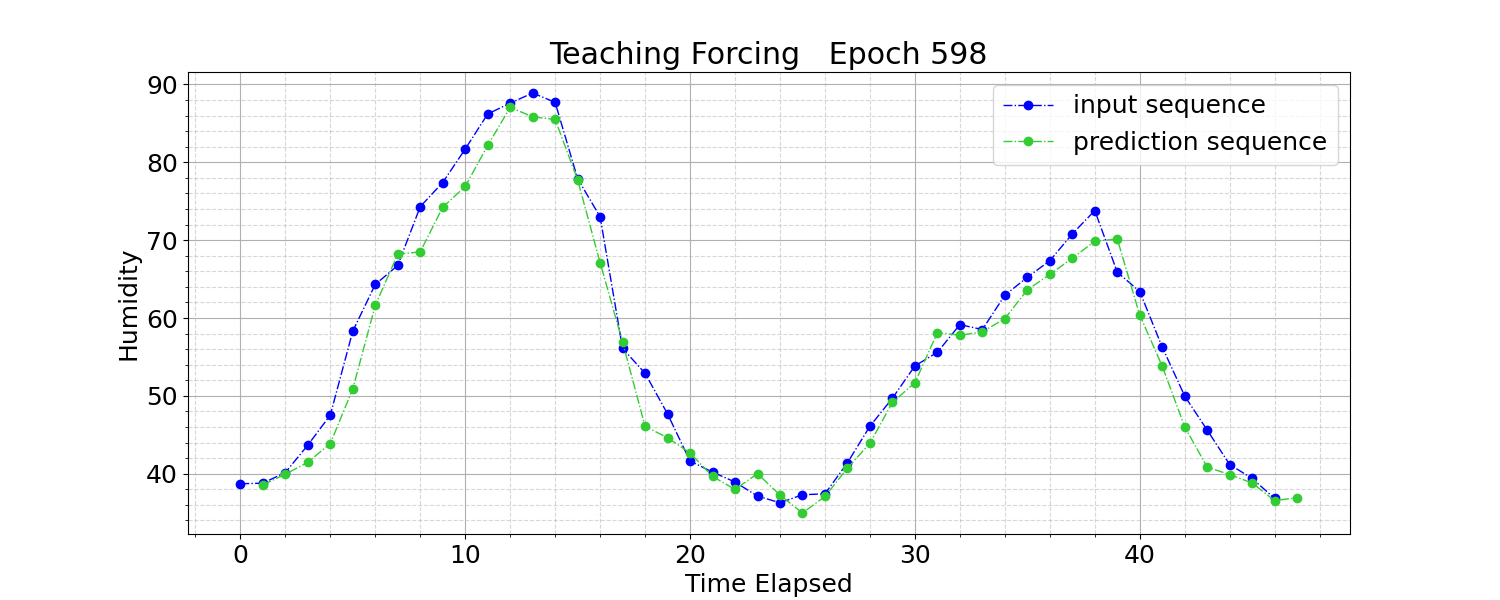 Teaching Forcing   Epoch 598
input sequence
prediction sequence
Humidity
90
80
70
60
50
40
0 10 20 30 40
Time Elapsed